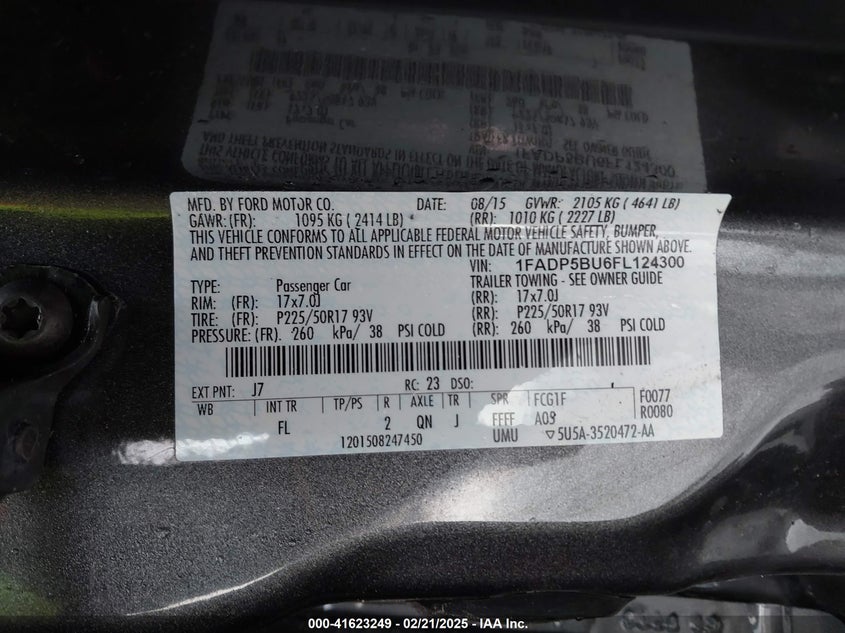 MFD. BY FORD MOTOR CO. DATE: 08/15 GVWR: 2105 KG ( 4641 LB)
GAWR: (FR): 1095 KG ( 2414 LB) (RR): 1010 KG ( 2227 LB)
THIS VEHICLE CONFORMS TO ALL APPLICABLE FEDERAL MOTOR VEHICLE SAFETY, BUMPER,
AND THEFT PREVENTION STANDARDS IN EFFECT ON THE DATE OF MANUFACTURE SHOWN ABOVE.
VIN: 1FADP5BU6FL124300
TYPE: Passenger Car TRAILER TOWING - SEE OWNER GUIDE
RIM: (FR): 17x7.0J (RR): 17x7.0J
TIRE: (FR): P225/50R17 93V (RR): P225/50R17 93V
PRESSURE: (FR). 260 kPa/ 38 PSI COLD (RR): 260 kPa/ 38 PSI COLD
EXT PNT: J7 RC: 23 DSO:
WB INT TR TP/PS R AXLE TR SPR FCG1F F0077
FL 2 QN J FFFF A03 R0080
1201508247450 UMU ▽5U5A-3520472-AA
000-41623249 - 02/21/2025 - IAA Inc.